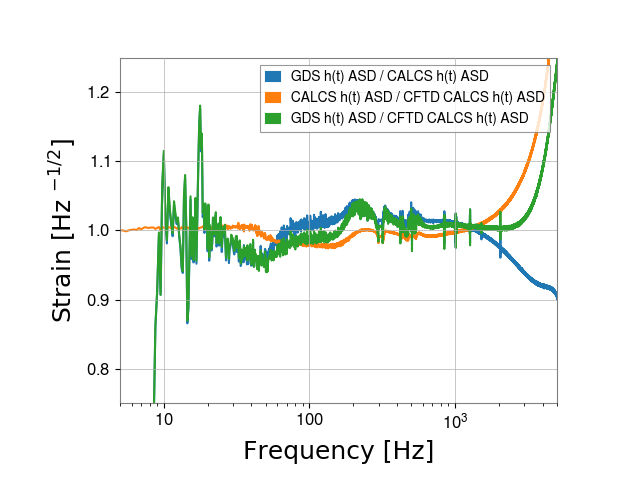 GDS h(t) ASD / CALCS h(t) ASD
CALCS h(t) ASD / CFTD CALCS h(t) ASD
GDS h(t) ASD / CFTD CALCS h(t) ASD
1.2
1.1
1.0
0.9
0.8
Strain [Hz⁻¹/²]
10
100
10³
Frequency [Hz]